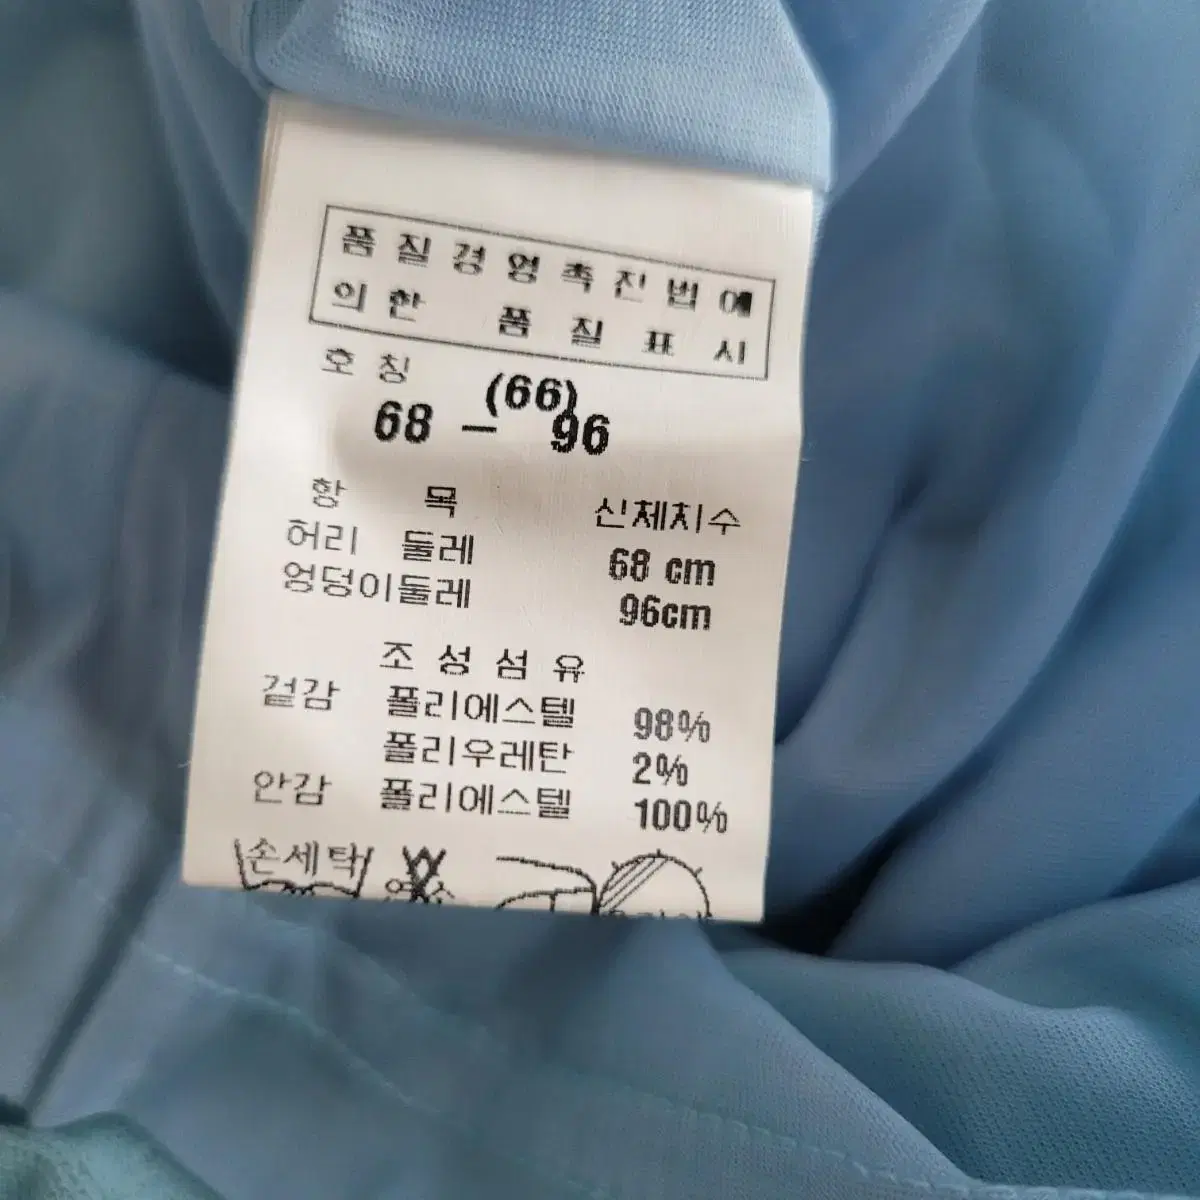 품질경영촉진법에
의한 품질표시
호칭
(66)
68 - 96
항목 신체치수
허리둘레 68 cm
엉덩이둘레 96cm
조성섬유
겉감 폴리에스텔 98%
폴리우레탄 2%
안감 폴리에스텔 100%
손세탁